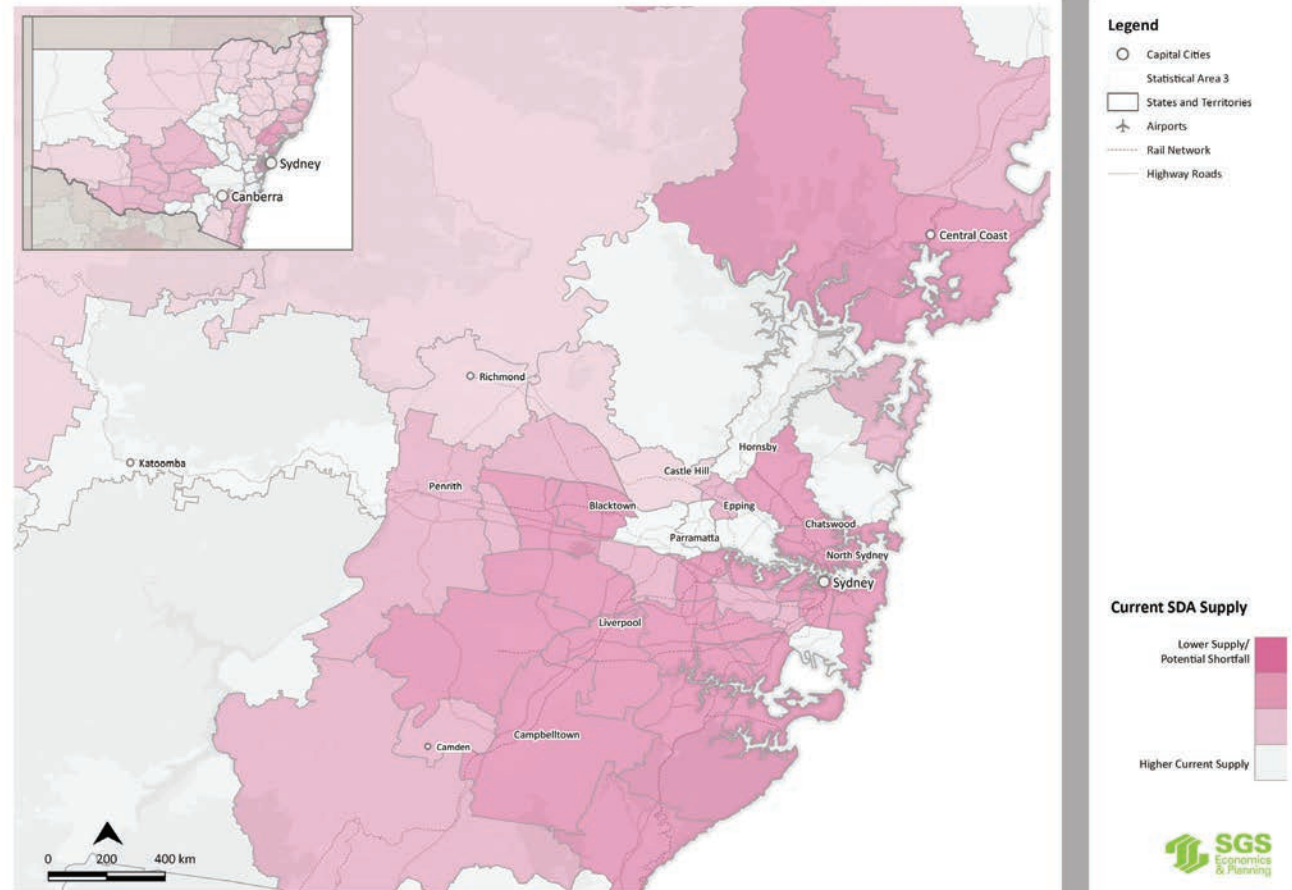 Sydney
Canberra
Central Coast
Richmond
Katoomba
Hornsby
Castle Hill
Penrith
Blacktown
Epping
Chatswood
Parramatta
North Sydney
Sydney
Liverpool
Campbelltown
Camden
0 200 400 km
Legend
Capital Cities
Statistical Area 3
States and Territories
Airports
Rail Network
Highway Roads
Current SDA Supply
Lower Supply/
Potential Shortfall
Higher Current Supply
SGS
Economics
& Planning